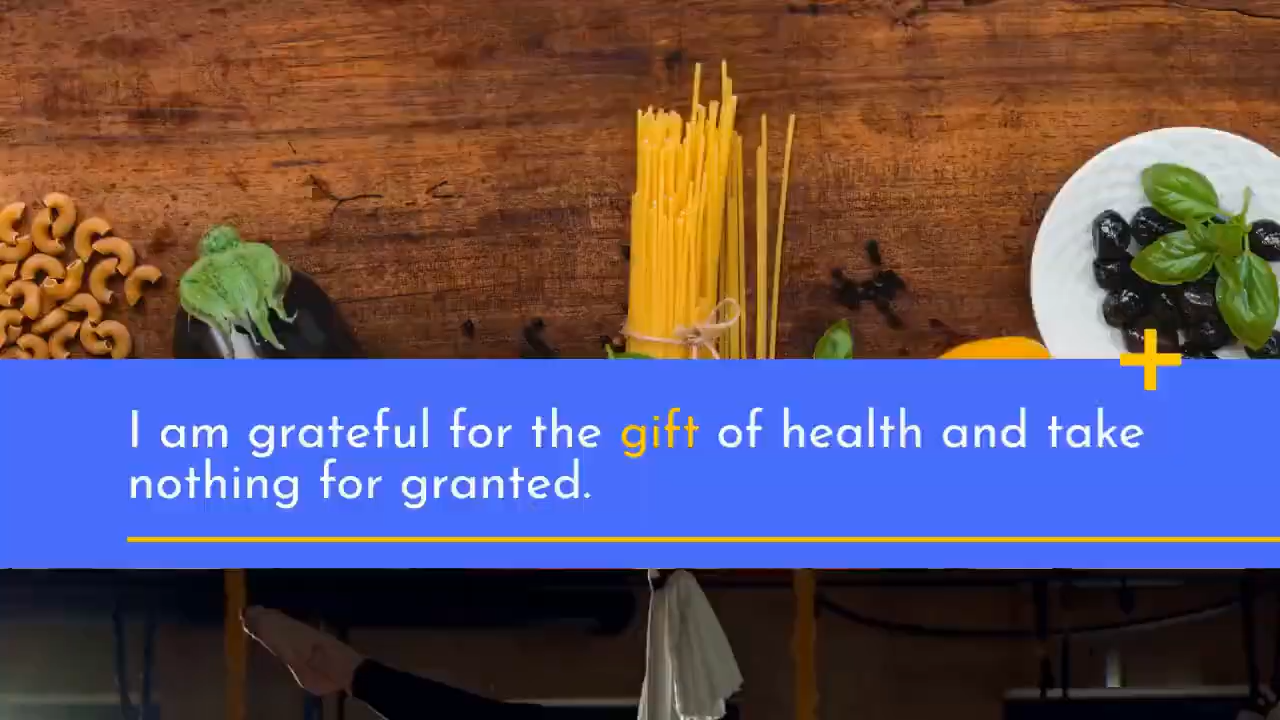 I am grateful for the gift of health and take
nothing for granted.